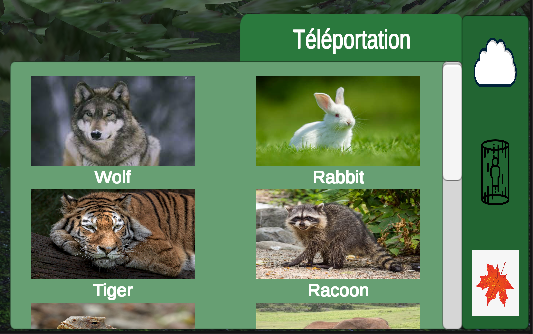 Téléportation
Wolf
Rabbit
Tiger
Racoon